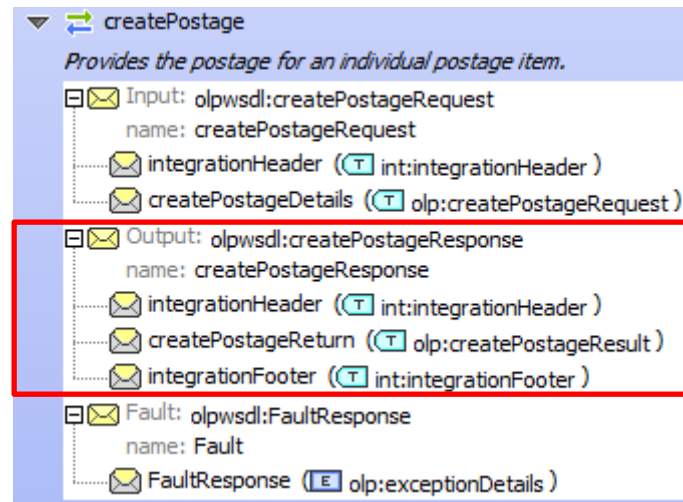 createPostage
Provides the postage for an individual postage item.
Input: olpwsdl:createPostageRequest
name: createPostageRequest
integrationHeader (T int:integrationHeader )
createPostageDetails (T olp:createPostageRequest )
Output: olpwsdl:createPostageResponse
name: createPostageResponse
integrationHeader (T int:integrationHeader )
createPostageReturn (T olp:createPostageResult )
integrationFooter (T int:integrationFooter )
Fault: olpwsdl:FaultResponse
name: Fault
FaultResponse (E olp:exceptionDetails )